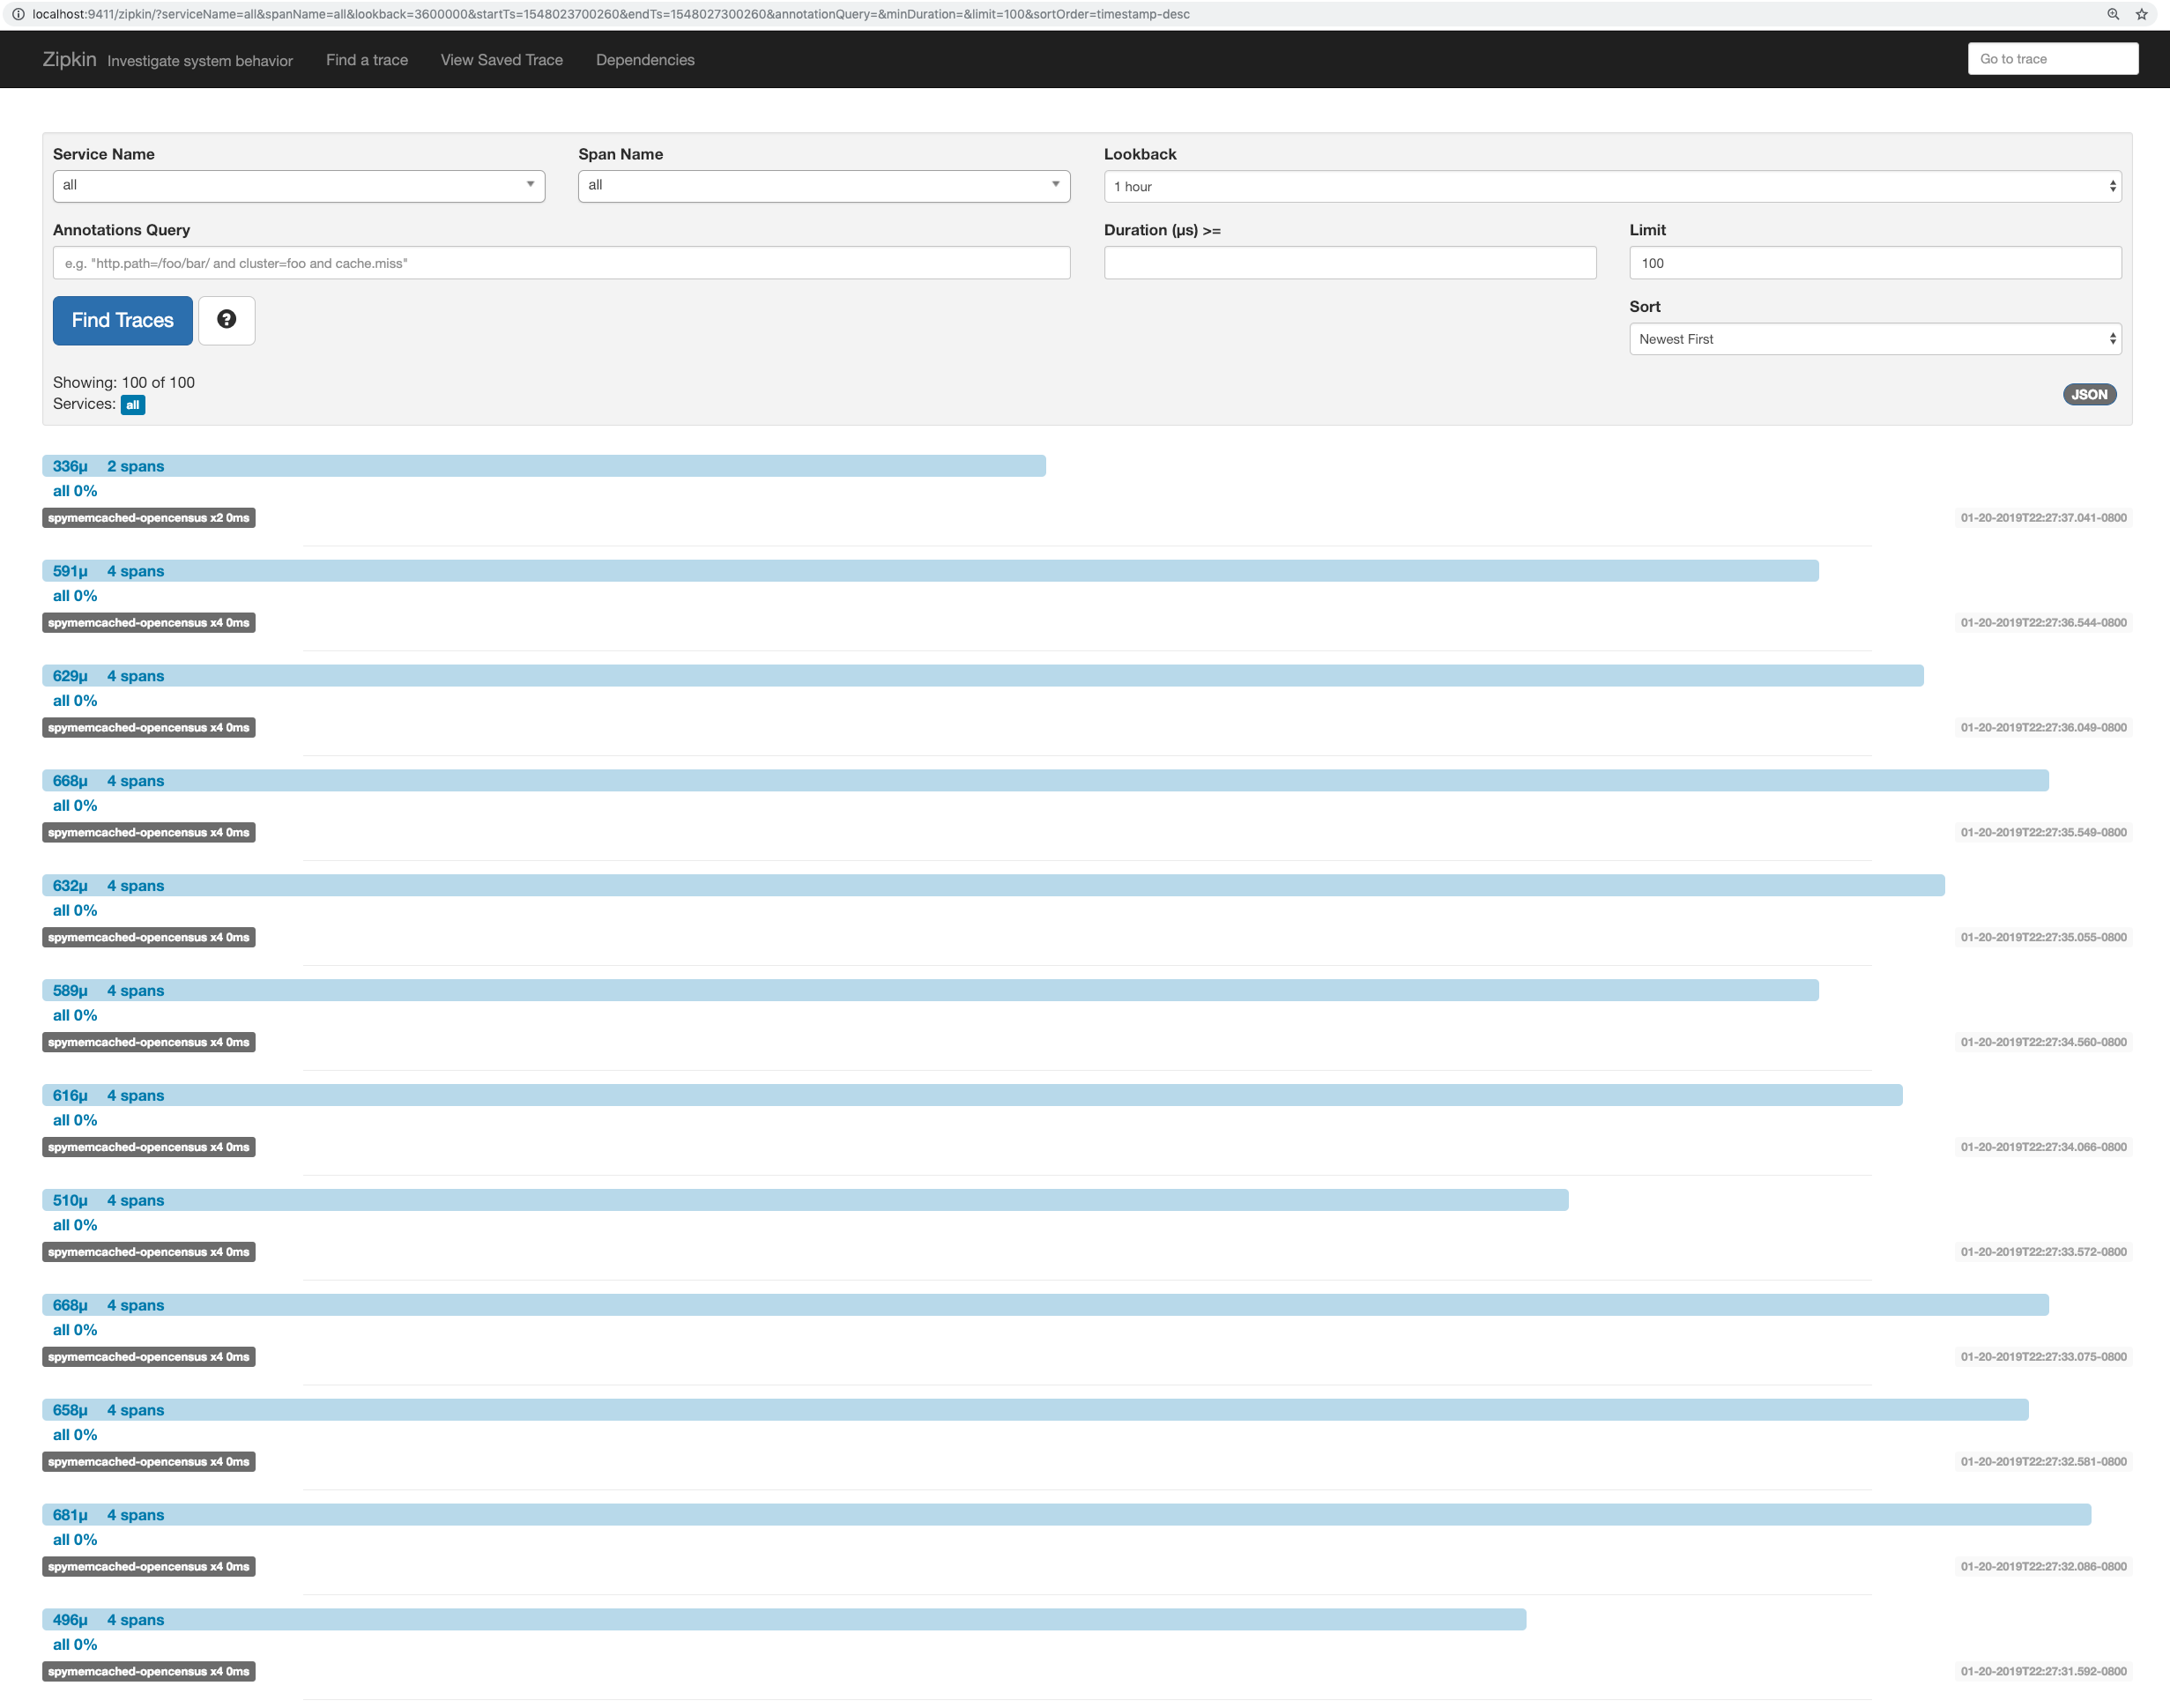 localhost:9411/zipkin/?serviceName=all&spanName=all&lookback=3600000&startTs=1548023700260&endTs=1548027300260&annotationQuery=&minDuration=&limit=100&sortOrder=timestamp-desc
Zipkin Investigate system behavior Find a trace View Saved Trace Dependencies Go to trace
Service Name Span Name Lookback
all all 1 hour
Annotations Query Duration (μs) >= Limit
e.g. "http.path=/foo/bar/ and cluster=foo and cache.miss" 100
Find Traces ? Sort
Newest First
Showing: 100 of 100
Services: all JSON
336μ 2 spans
all 0%
spymemcached-opencensus x2 0ms 01-20-2019T22:27:37.041-0800
591μ 4 spans
all 0%
spymemcached-opencensus x4 0ms 01-20-2019T22:27:36.544-0800
629μ 4 spans
all 0%
spymemcached-opencensus x4 0ms 01-20-2019T22:27:36.049-0800
668μ 4 spans
all 0%
spymemcached-opencensus x4 0ms 01-20-2019T22:27:35.549-0800
632μ 4 spans
all 0%
spymemcached-opencensus x4 0ms 01-20-2019T22:27:35.055-0800
589μ 4 spans
all 0%
spymemcached-opencensus x4 0ms 01-20-2019T22:27:34.560-0800
616μ 4 spans
all 0%
spymemcached-opencensus x4 0ms 01-20-2019T22:27:34.066-0800
510μ 4 spans
all 0%
spymemcached-opencensus x4 0ms 01-20-2019T22:27:33.572-0800
668μ 4 spans
all 0%
spymemcached-opencensus x4 0ms 01-20-2019T22:27:33.075-0800
658μ 4 spans
all 0%
spymemcached-opencensus x4 0ms 01-20-2019T22:27:32.581-0800
681μ 4 spans
all 0%
spymemcached-opencensus x4 0ms 01-20-2019T22:27:32.086-0800
496μ 4 spans
all 0%
spymemcached-opencensus x4 0ms 01-20-2019T22:27:31.592-0800